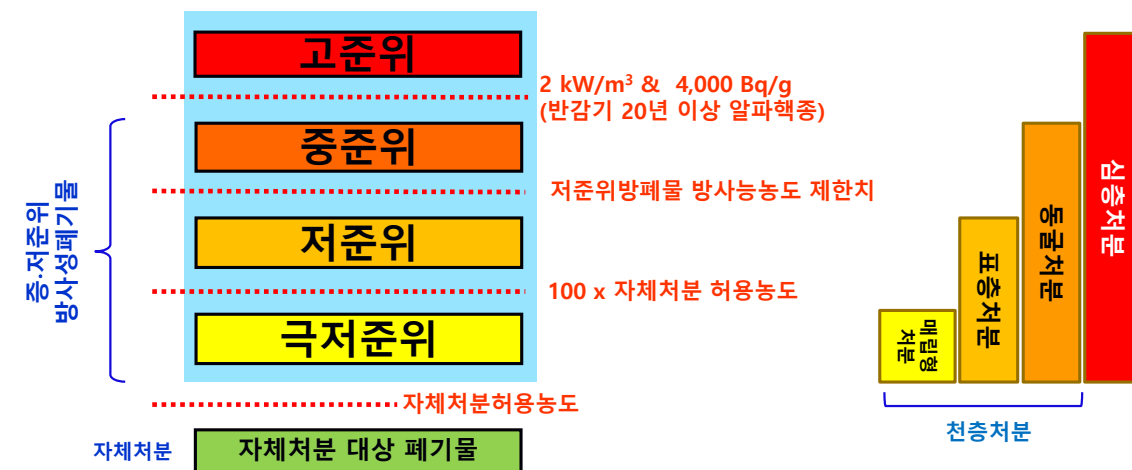 고준위
2 kW/m³ & 4,000 Bq/g
(반감기 20년 이상 알파핵종)
중준위
저준위방폐물 방사능농도 제한치
저준위
100 x 자체처분 허용농도
극저준위
자체처분허용농도
자체처분
자체처분 대상 폐기물
중·저준위
방사성폐기물
매립형
처분
표층처분
동굴처분
심층처분
천층처분